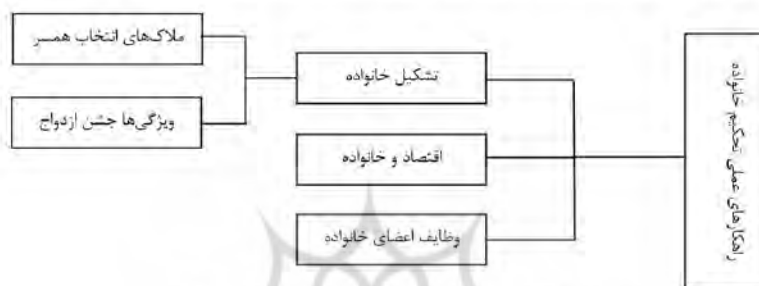 راهکارهای عملی تحکیم خانواده
تشکیل خانواده
ملاک‌های انتخاب همسر
ویژگی‌ها جشن ازدواج
اقتصاد و خانواده
وظایف اعضای خانواده